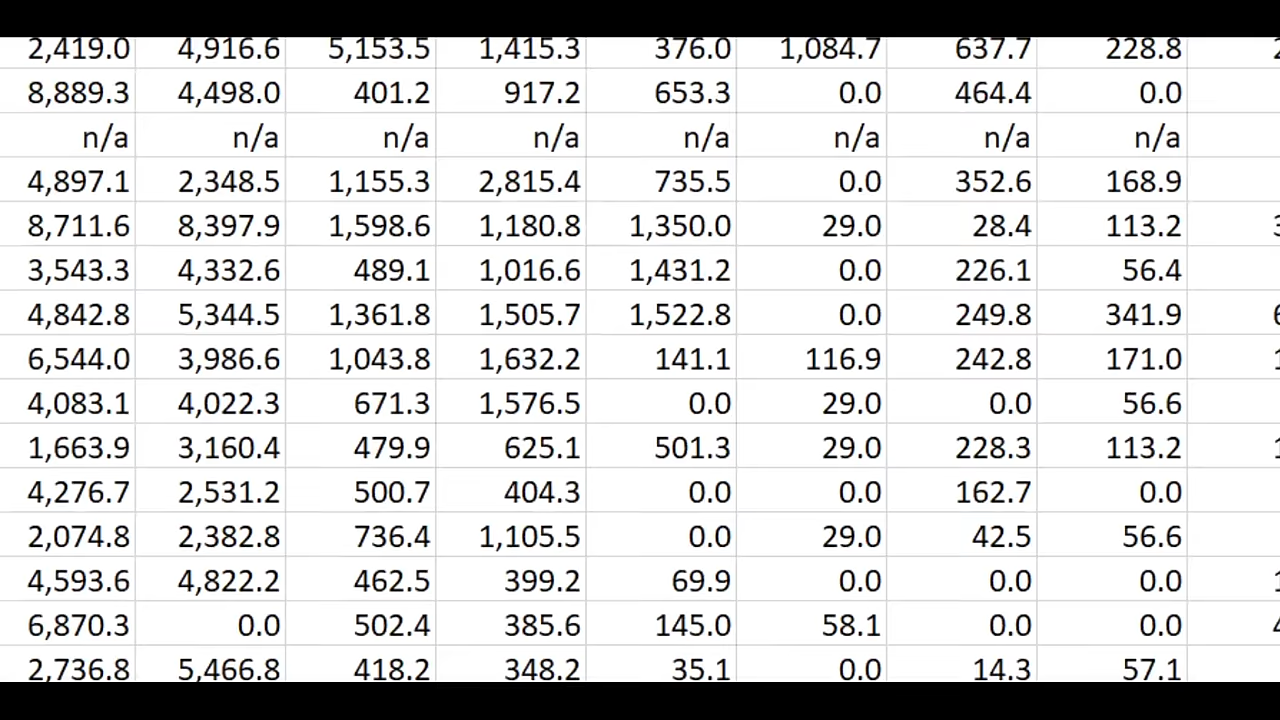 2,419.0 4,916.6 5,153.5 1,415.3 376.0 1,084.7 637.7 228.8
8,889.3 4,498.0 401.2 917.2 653.3 0.0 464.4 0.0
n/a n/a n/a n/a n/a n/a n/a n/a
4,897.1 2,348.5 1,155.3 2,815.4 735.5 0.0 352.6 168.9
8,711.6 8,397.9 1,598.6 1,180.8 1,350.0 29.0 28.4 113.2
3,543.3 4,332.6 489.1 1,016.6 1,431.2 0.0 226.1 56.4
4,842.8 5,344.5 1,361.8 1,505.7 1,522.8 0.0 249.8 341.9
6,544.0 3,986.6 1,043.8 1,632.2 141.1 116.9 242.8 171.0
4,083.1 4,022.3 671.3 1,576.5 0.0 29.0 0.0 56.6
1,663.9 3,160.4 479.9 625.1 501.3 29.0 228.3 113.2
4,276.7 2,531.2 500.7 404.3 0.0 0.0 162.7 0.0
2,074.8 2,382.8 736.4 1,105.5 0.0 29.0 42.5 56.6
4,593.6 4,822.2 462.5 399.2 69.9 0.0 0.0 0.0
6,870.3 0.0 502.4 385.6 145.0 58.1 0.0 0.0
2,736.8 5,466.8 418.2 348.2 35.1 0.0 14.3 57.1